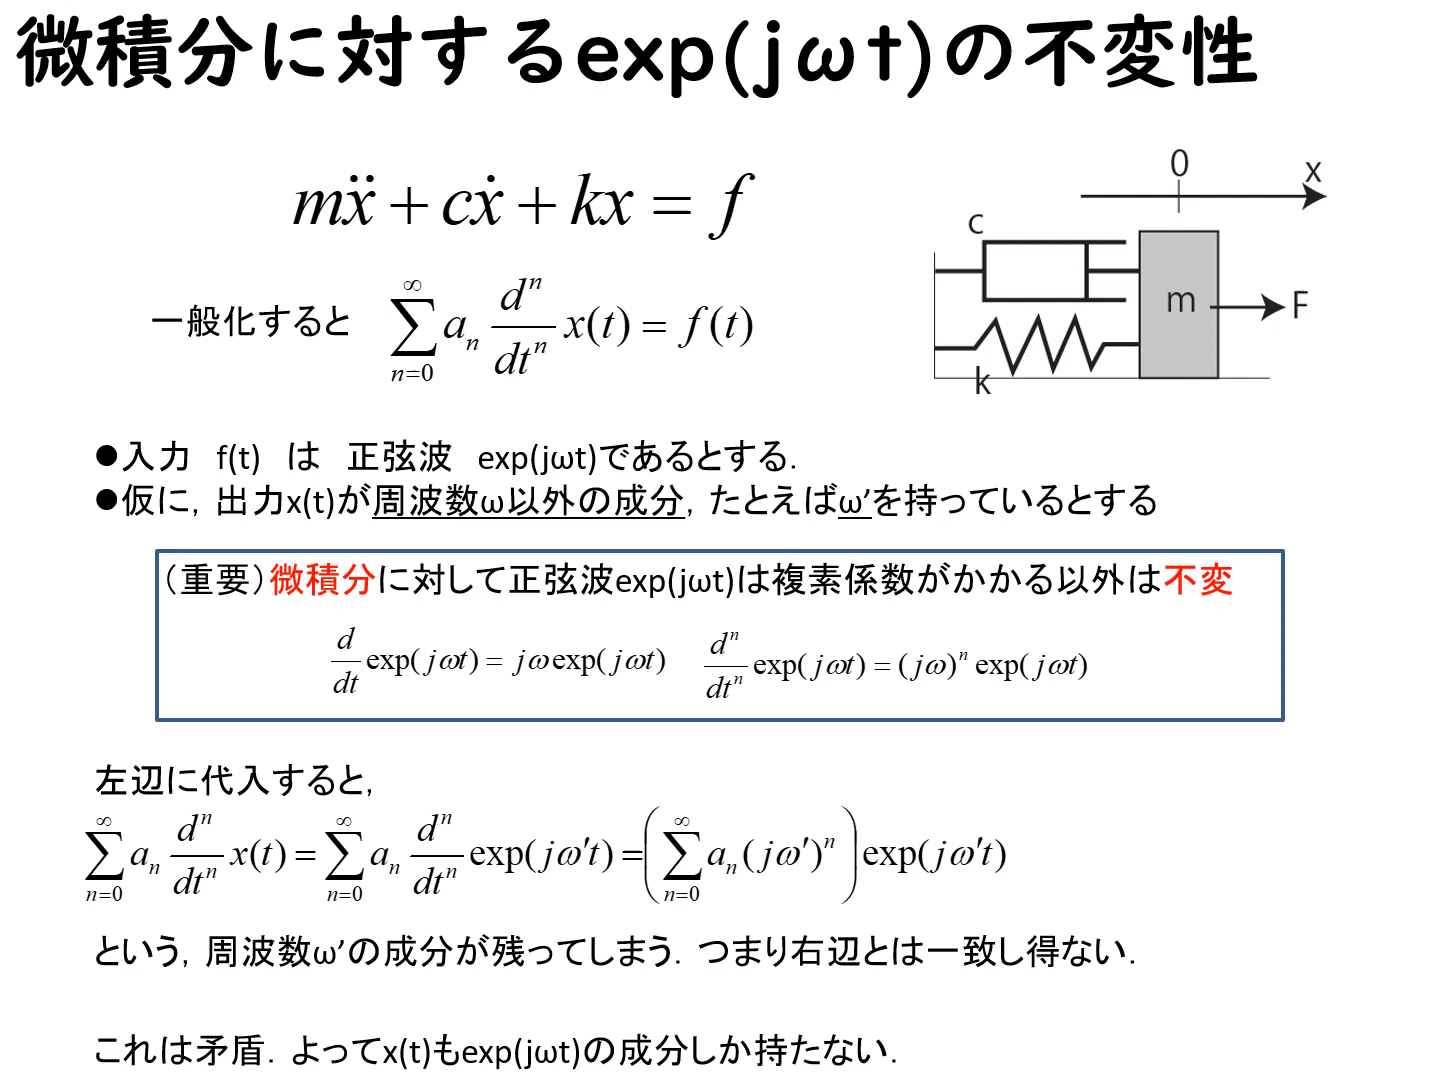 微積分に対するexp(jωt)の不変性
mẍ + cẋ + kx = f
0
x
c
m
F
k
一般化すると ∑_{n=0}^{∞} a_n d^n/dt^n x(t) = f(t)
●入力 f(t) は 正弦波 exp(jωt)であるとする．
●仮に，出力x(t)が周波数ω以外の成分，たとえばω’を持っているとする
（重要）微積分に対して正弦波exp(jωt)は複素係数がかかる以外は不変
d/dt exp(jωt) = jω exp(jωt) d^n/dt^n exp(jωt) = (jω)^n exp(jωt)
左辺に代入すると，
∑_{n=0}^{∞} a_n d^n/dt^n x(t) = ∑_{n=0}^{∞} a_n d^n/dt^n exp(jω't) = (∑_{n=0}^{∞} a_n (jω')^n) exp(jω't)
という，周波数ω’の成分が残ってしまう．つまり右辺とは一致し得ない．
これは矛盾．よってx(t)もexp(jωt)の成分しか持たない．